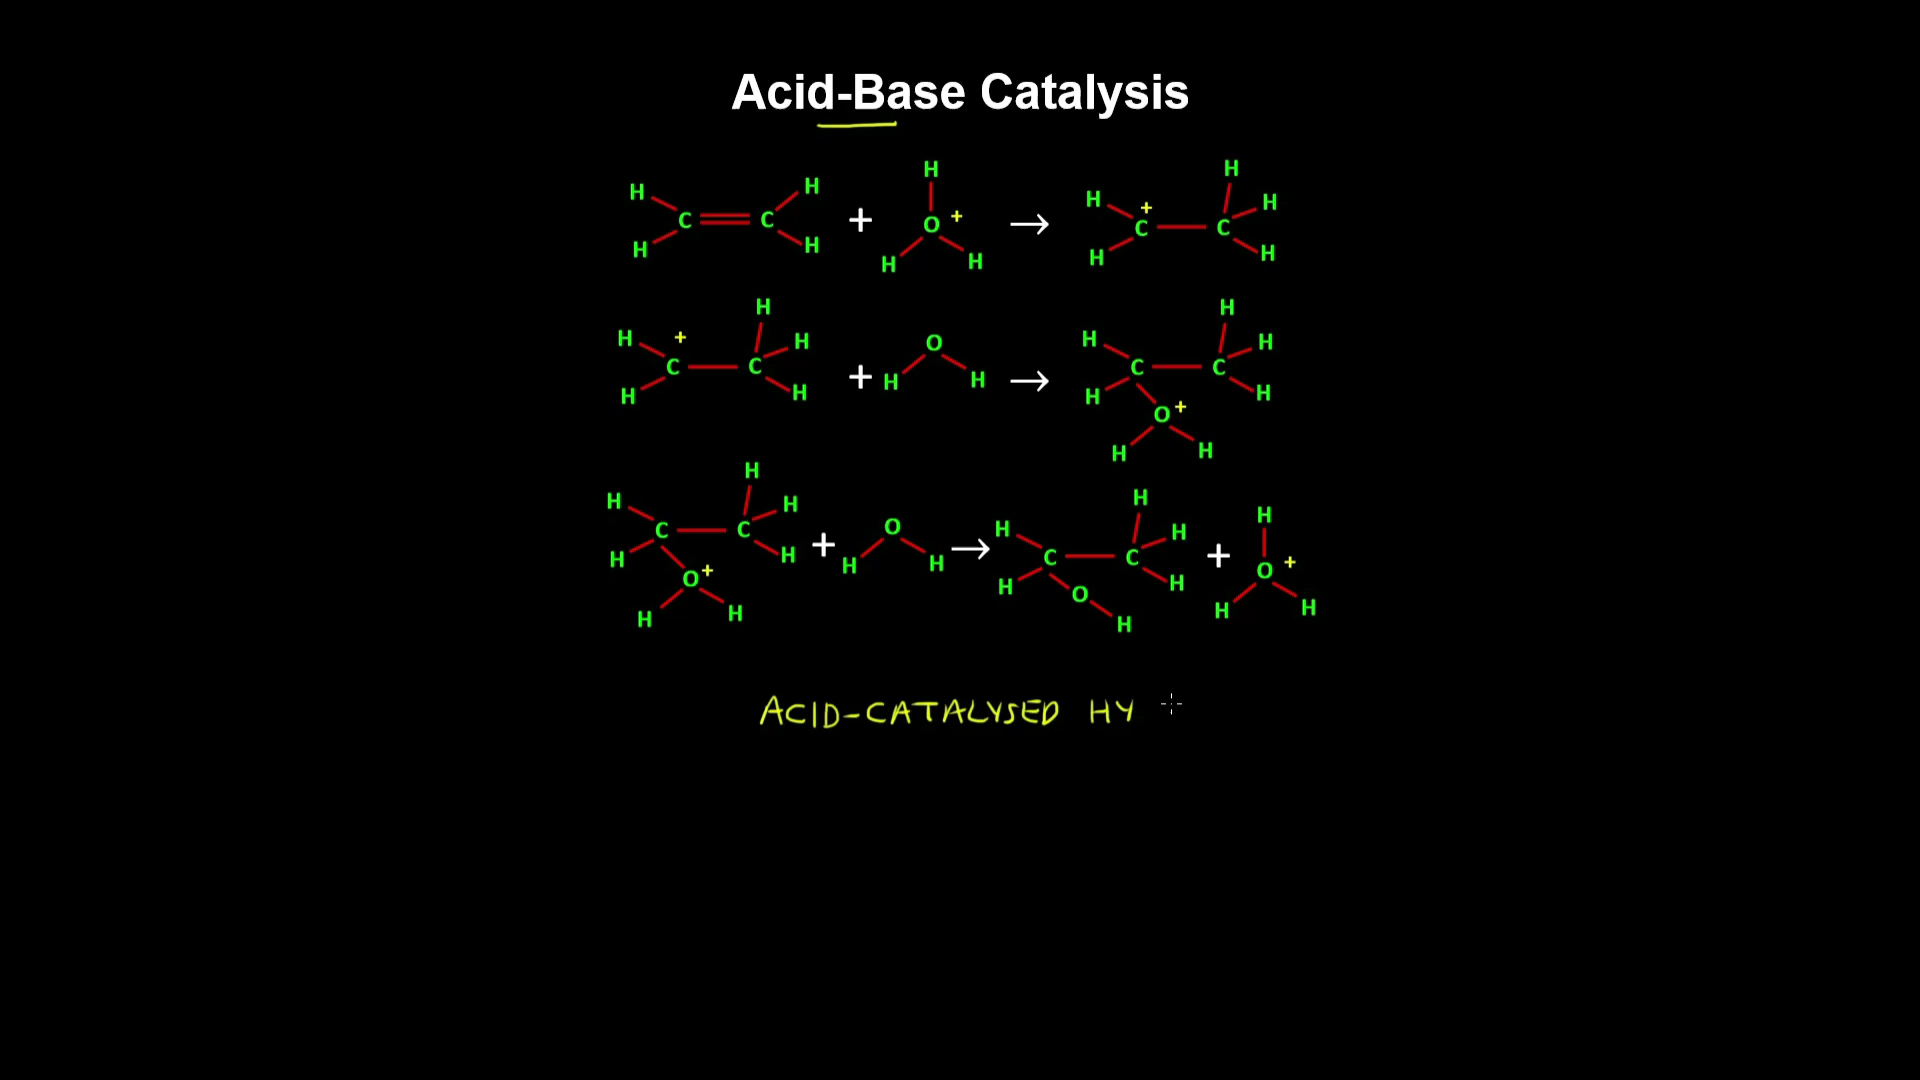 Acid-Base Catalysis
H H H H
C = C + O + → + C — C H H
H H H H H H
H + H H H H
C — C H + O → C — C H
H H H H H H
O +
H H
H H H H H
H C — C H + O → H C — C H + O +
H O + H H H H O H H H
H H H
ACID-CATALYSED HY